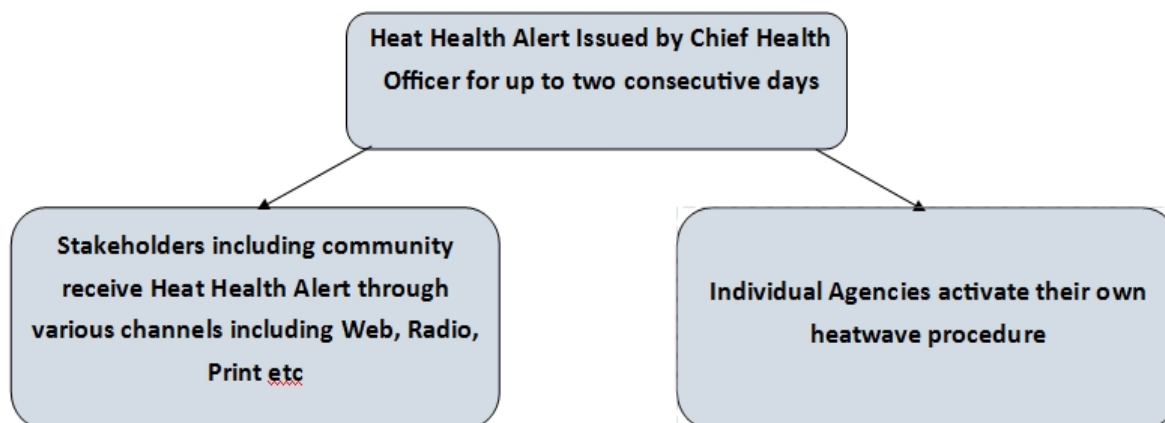 Heat Health Alert Issued by Chief Health
Officer for up to two consecutive days
Stakeholders including community
receive Heat Health Alert through
various channels including Web, Radio,
Print etc
Individual Agencies activate their own
heatwave procedure